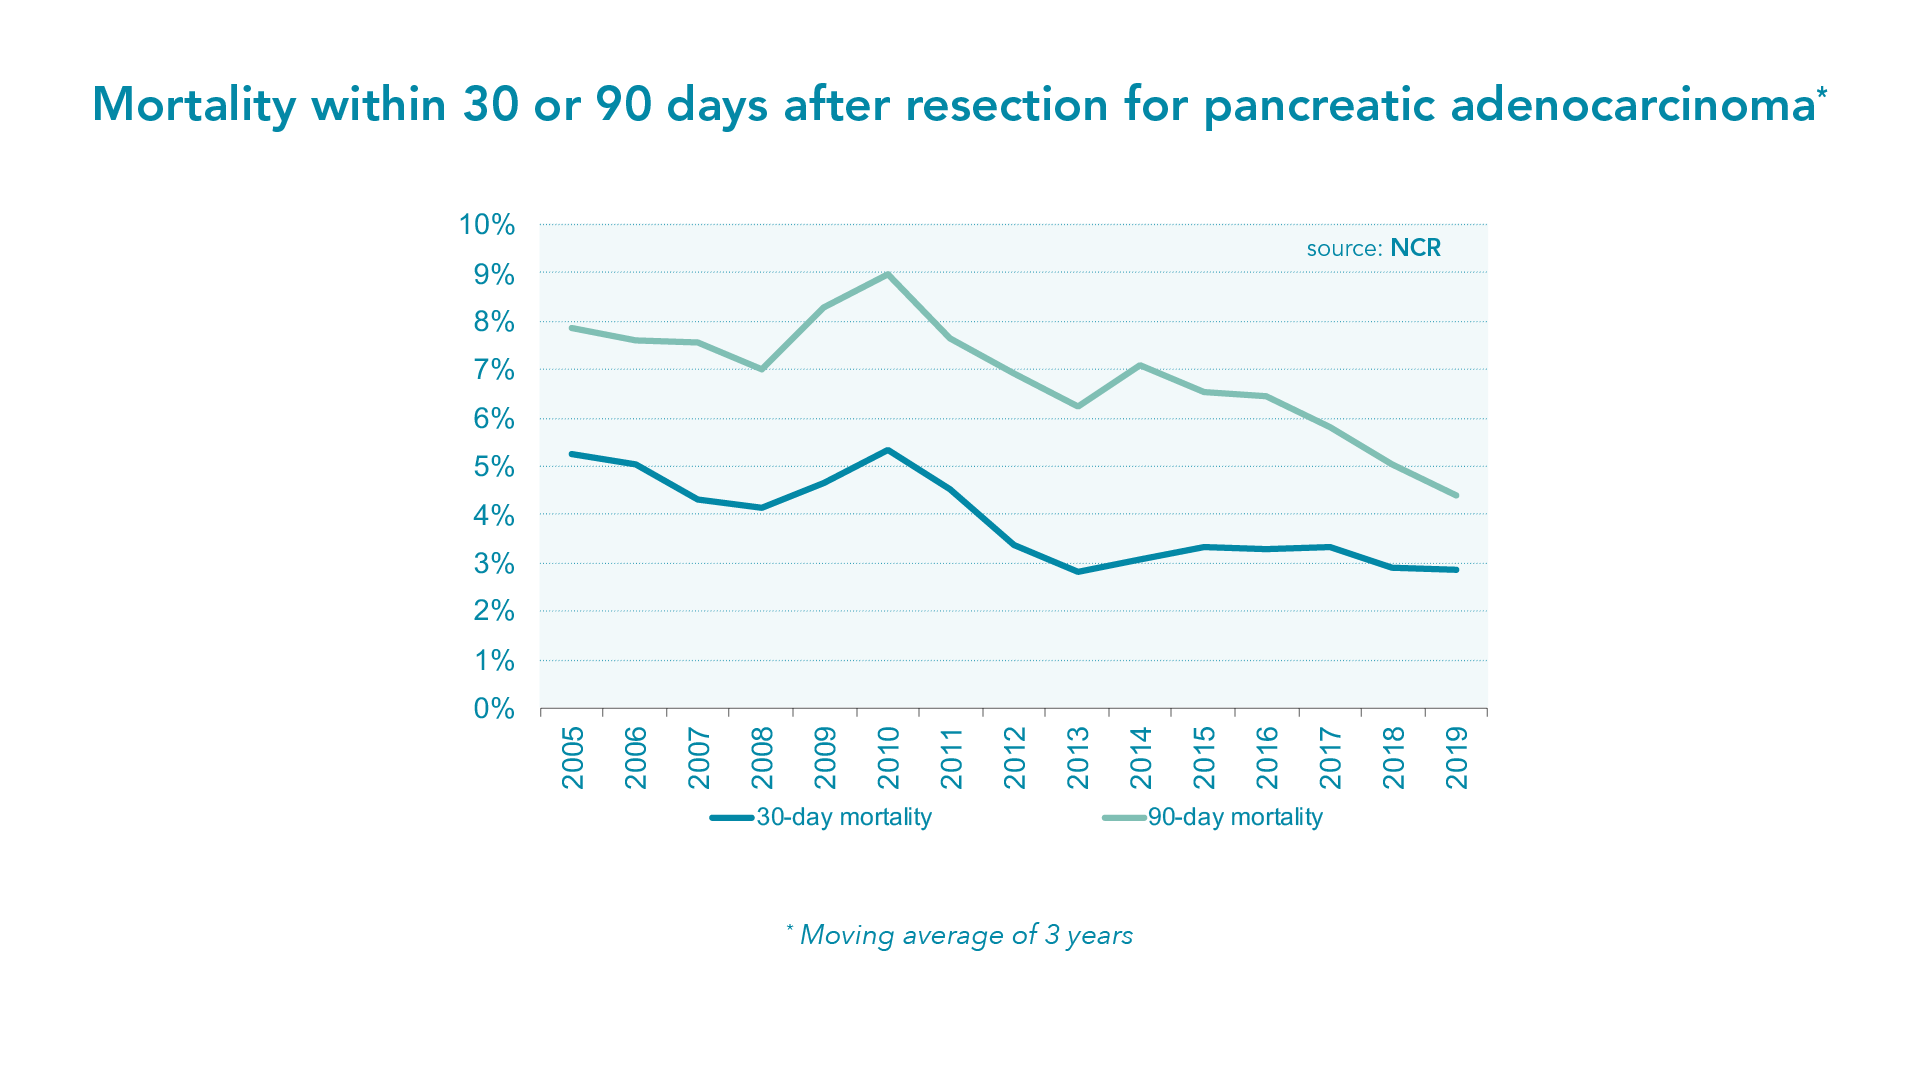 Mortality within 30 or 90 days after resection for pancreatic adenocarcinoma*
10%
source: NCR
9%
8%
7%
6%
5%
4%
3%
2%
1%
0%
2005 2006 2007 2008 2009 2010 2011 2012 2013 2014 2015 2016 2017 2018 2019
30-day mortality 90-day mortality
* Moving average of 3 years